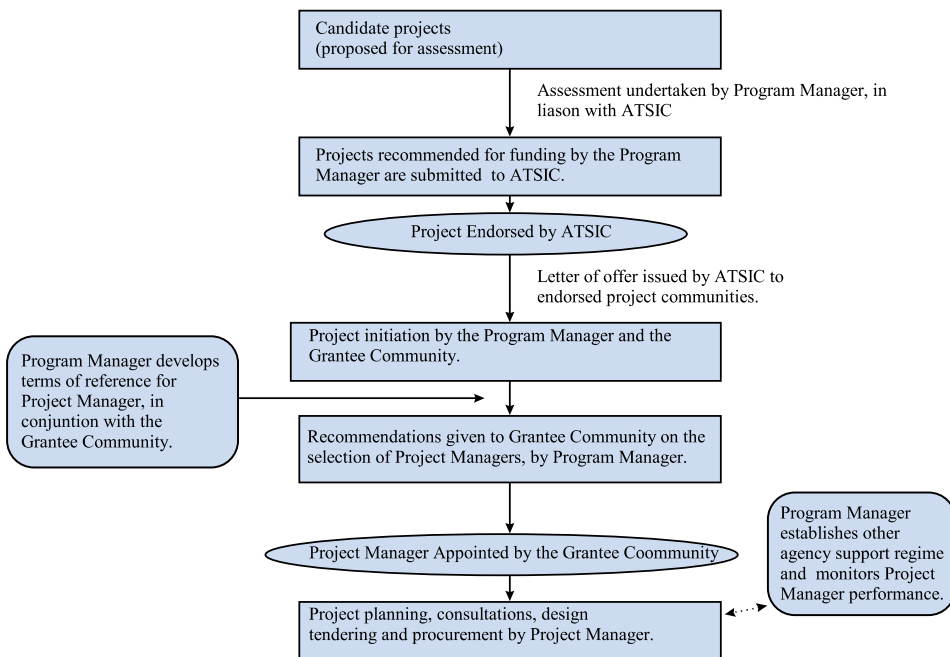 Candidate projects
(proposed for assessment)
Assessment undertaken by Program Manager, in
liason with ATSIC
Projects recommended for funding by the Program
Manager are submitted to ATSIC.
Project Endorsed by ATSIC
Letter of offer issued by ATSIC to
endorsed project communities.
Project initiation by the Program Manager and the
Grantee Community.
Program Manager develops
terms of reference for
Project Manager, in
conjuntion with the
Grantee Community.
Recommendations given to Grantee Community on the
selection of Project Managers, by Program Manager.
Project Manager Appointed by the Grantee Coommunity
Program Manager
establishes other
agency support regime
and monitors Project
Manager performance.
Project planning, consultations, design
tendering and procurement by Project Manager.